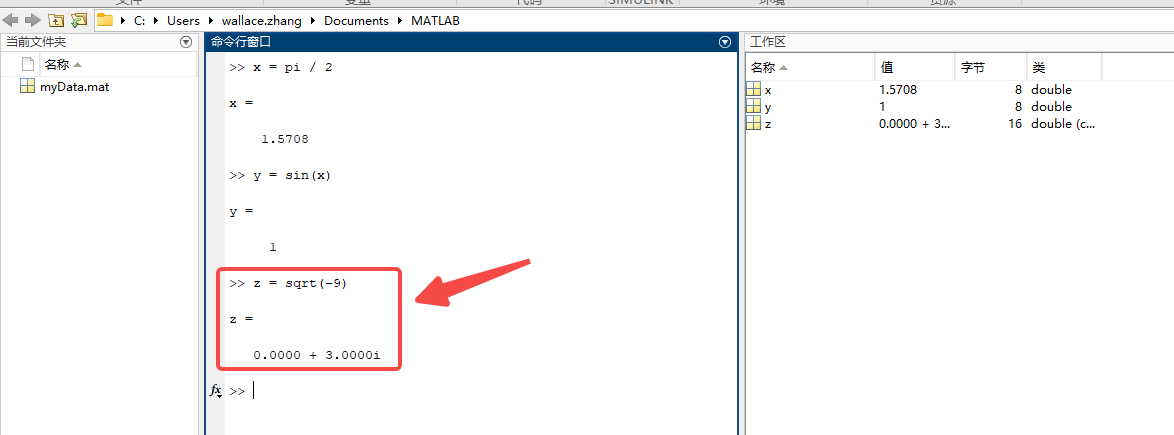 文件
变量
代码
SIMULINK
环境
资源
C: Users wallace.zhang Documents MATLAB
当前文件夹
名称
myData.mat
命令行窗口
>> x = pi / 2
x =
1.5708
>> y = sin(x)
y =
1
>> z = sqrt(-9)
z =
0.0000 + 3.0000i
fx >>
工作区
名称 值 字节 类
x 1.5708 8 double
y 1 8 double
z 0.0000 + 3... 16 double (c...